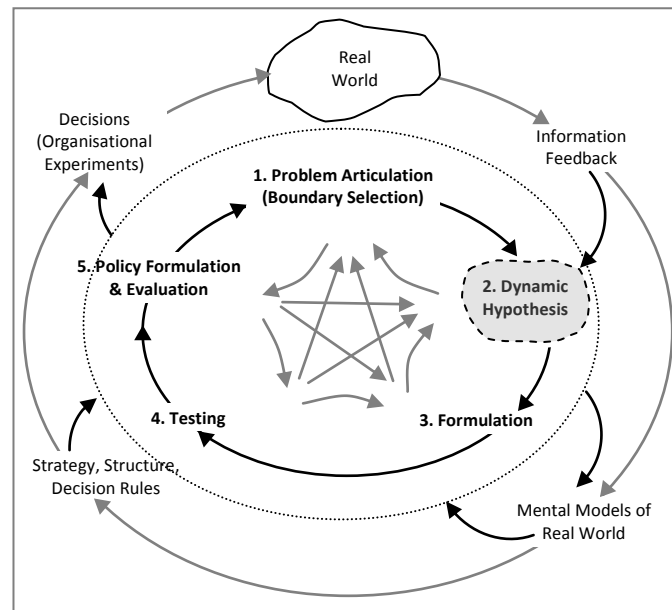 Real
World
Decisions
(Organisational
Experiments)
Information
Feedback
1. Problem Articulation
(Boundary Selection)
5. Policy Formulation
& Evaluation
2. Dynamic
Hypothesis
4. Testing
3. Formulation
Strategy, Structure,
Decision Rules
Mental Models of
Real World